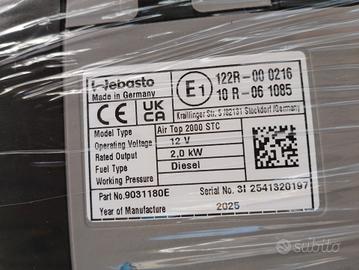 Webasto
Made in Germany
CE
UK
CA
E1
122R-00 0216
10 R-06 1085
Kraillinger Str. 5 /82131 Stockdorf /Germany
Model Type Air Top 2000 STC
Operating Voltage 12 V
Rated Output 2,0 kW
Fuel Type Diesel
Working Pressure
Part No. 9031180E Serial No. 3I 2541320197
Year of Manufacture 2025
subito